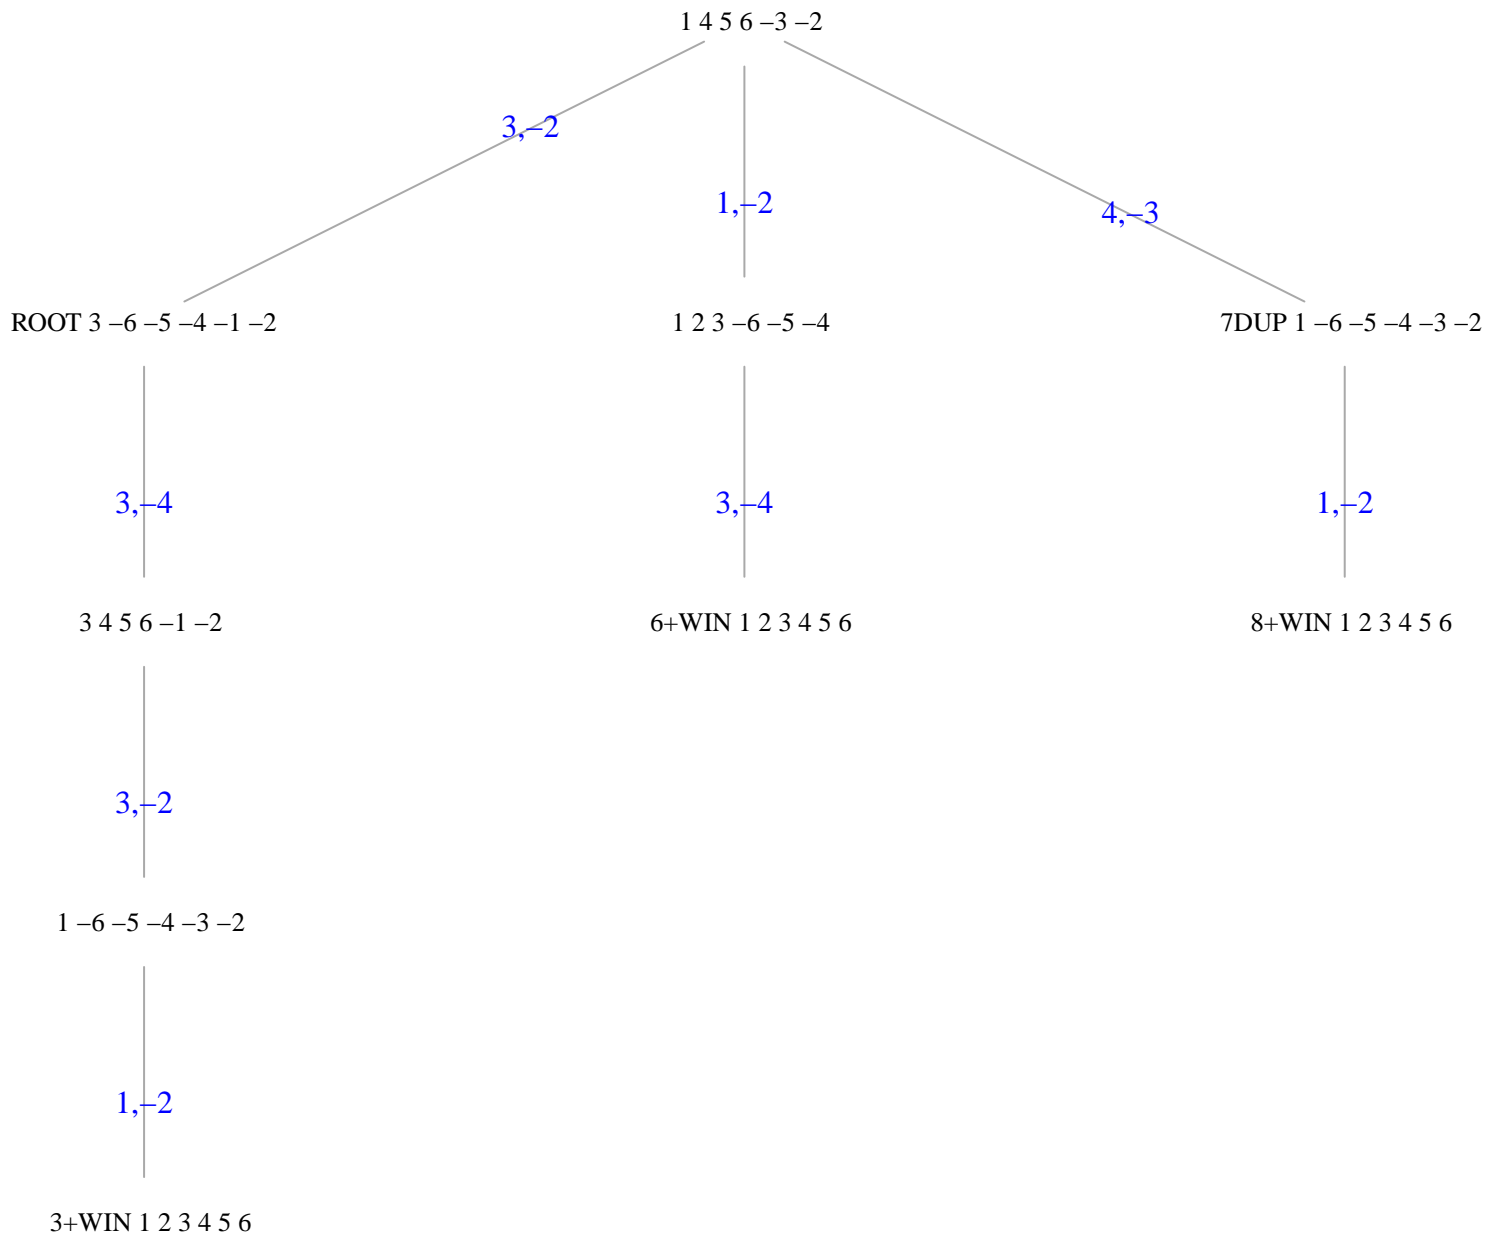 1 4 5 6 –3 –2
3,–2
1,–2
4,–3
ROOT 3 –6 –5 –4 –1 –2
1 2 3 –6 –5 –4
7DUP 1 –6 –5 –4 –3 –2
3,–4
3,–4
1,–2
3 4 5 6 –1 –2
6+WIN 1 2 3 4 5 6
8+WIN 1 2 3 4 5 6
3,–2
1 –6 –5 –4 –3 –2
1,–2
3+WIN 1 2 3 4 5 6